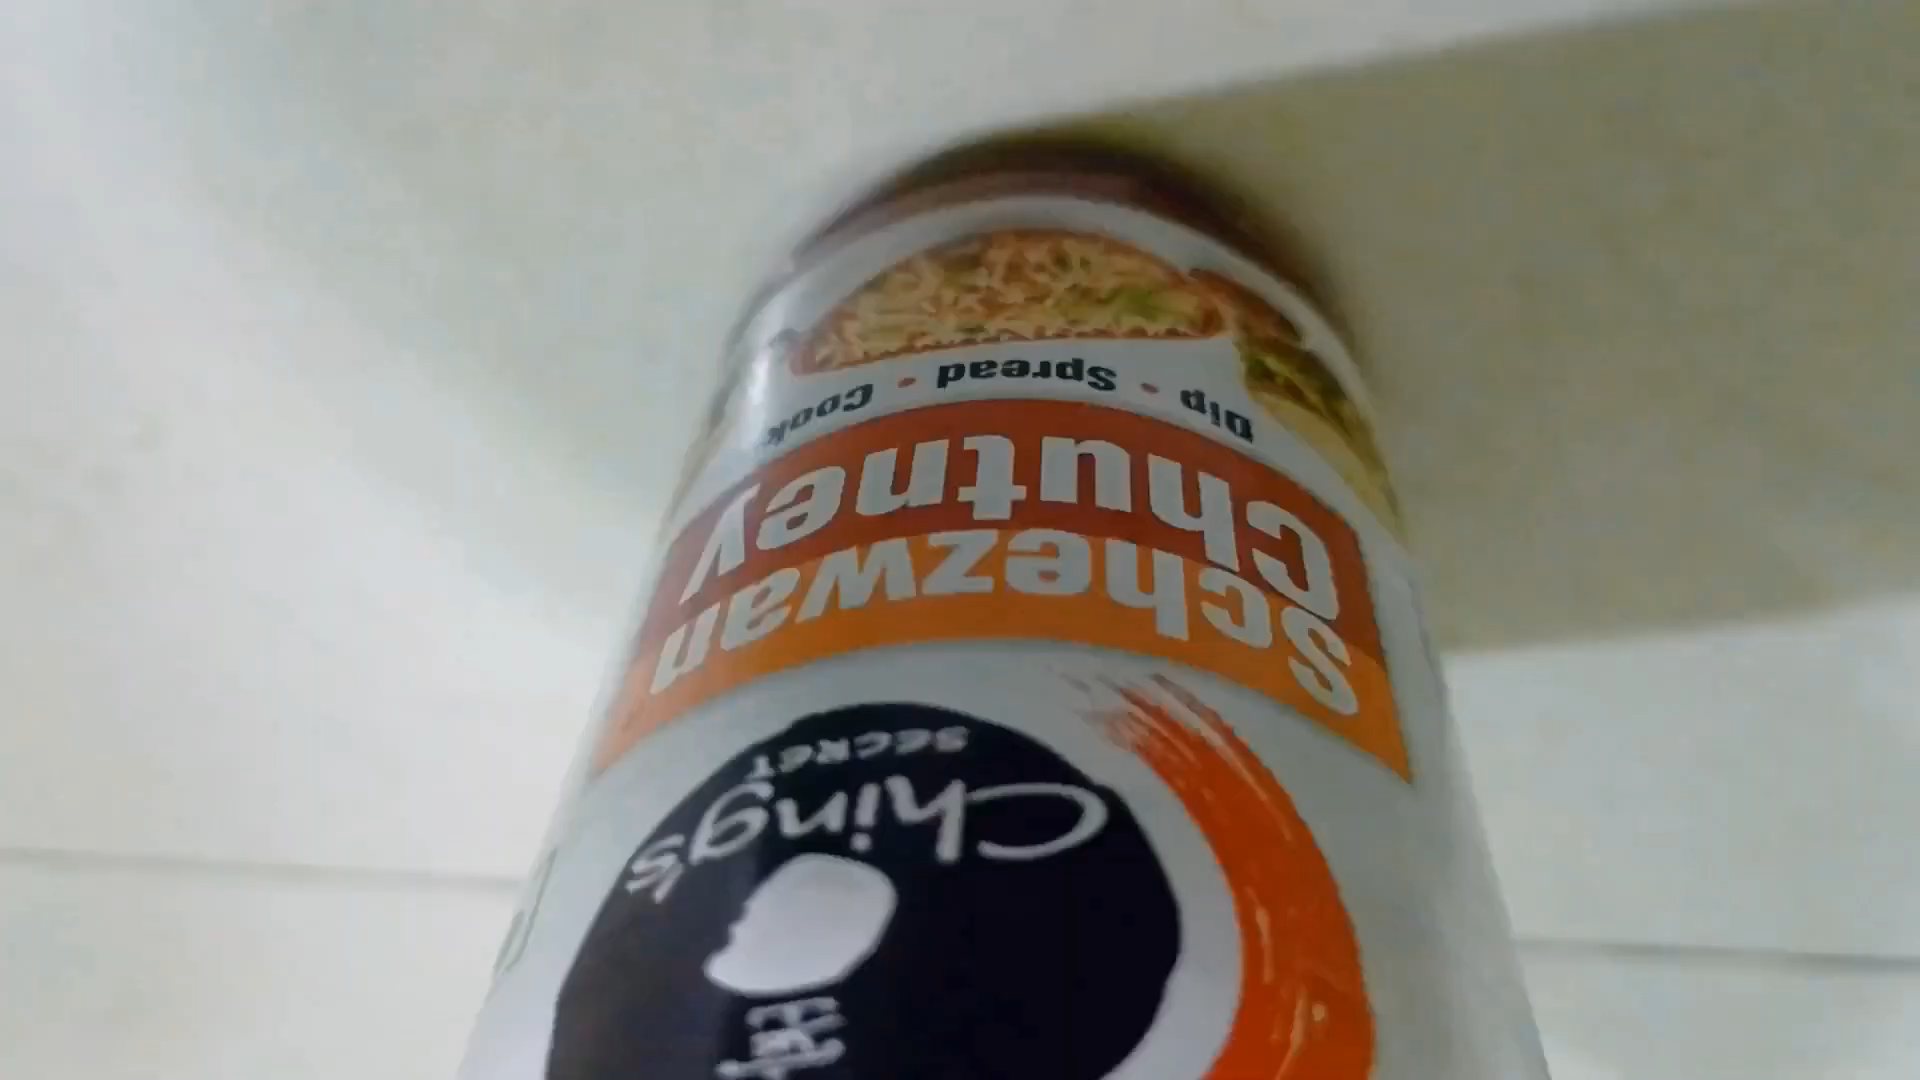 Ching's
SECRET
Schezwan
Chutney
Dip • Spread • Cook